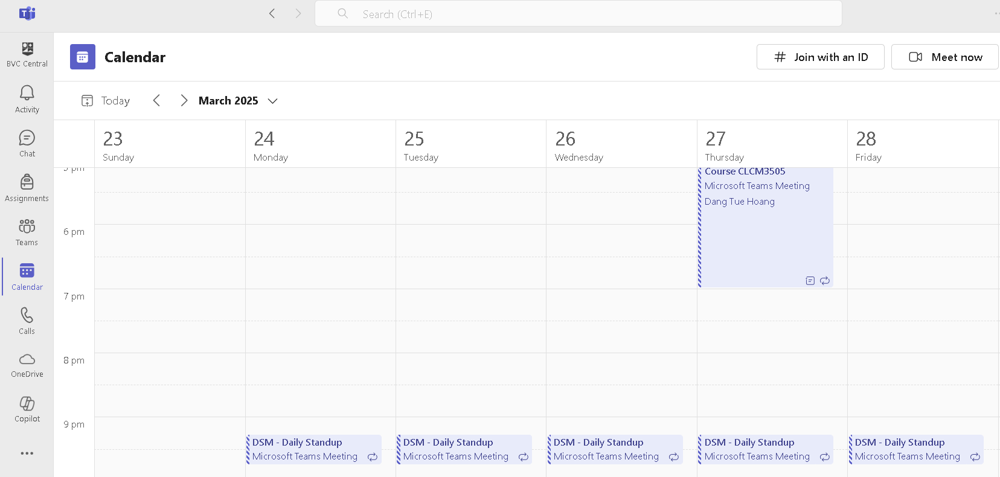 Search (Ctrl+E)
BVC Central
Activity
Chat
Assignments
Teams
Calendar
Calls
OneDrive
Copilot
Calendar
Join with an ID
Meet now
Today
March 2025
23
Sunday
24
Monday
25
Tuesday
26
Wednesday
27
Thursday
28
Friday
5 pm
6 pm
7 pm
8 pm
9 pm
Course CLCM3505
Microsoft Teams Meeting
Dang Tue Hoang
DSM - Daily Standup
Microsoft Teams Meeting
DSM - Daily Standup
Microsoft Teams Meeting
DSM - Daily Standup
Microsoft Teams Meeting
DSM - Daily Standup
Microsoft Teams Meeting
DSM - Daily Standup
Microsoft Teams Meeting